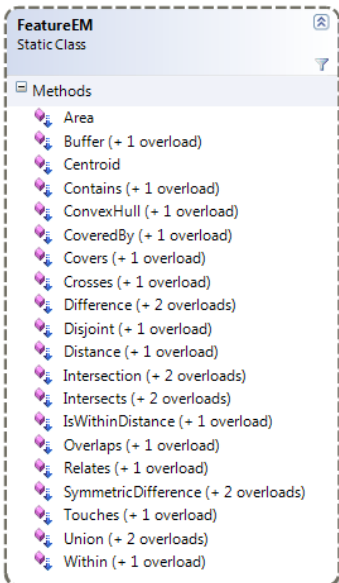 FeatureEM
Static Class
Methods
Area
Buffer (+ 1 overload)
Centroid
Contains (+ 1 overload)
ConvexHull (+ 1 overload)
CoveredBy (+ 1 overload)
Covers (+ 1 overload)
Crosses (+ 1 overload)
Difference (+ 2 overloads)
Disjoint (+ 1 overload)
Distance (+ 1 overload)
Intersection (+ 2 overloads)
Intersects (+ 2 overloads)
IsWithinDistance (+ 1 overload)
Overlaps (+ 1 overload)
Relates (+ 1 overload)
SymmetricDifference (+ 2 overloads)
Touches (+ 1 overload)
Union (+ 2 overloads)
Within (+ 1 overload)